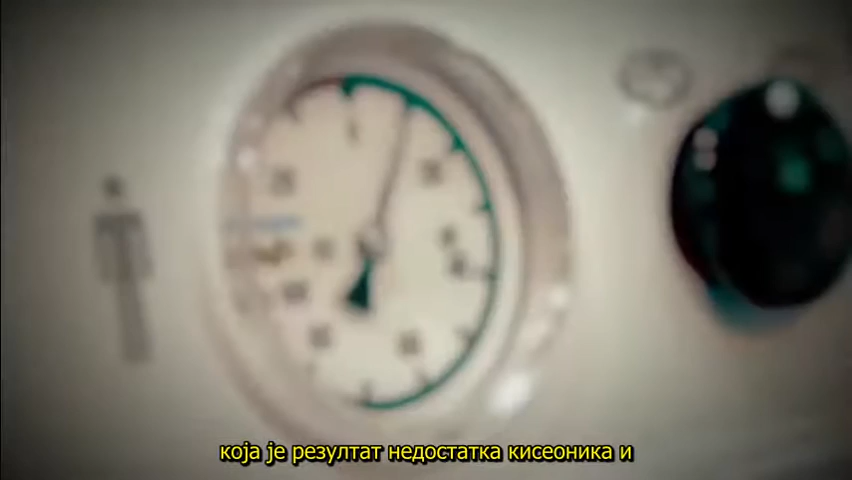 која је резултат недостатка кисеоника и